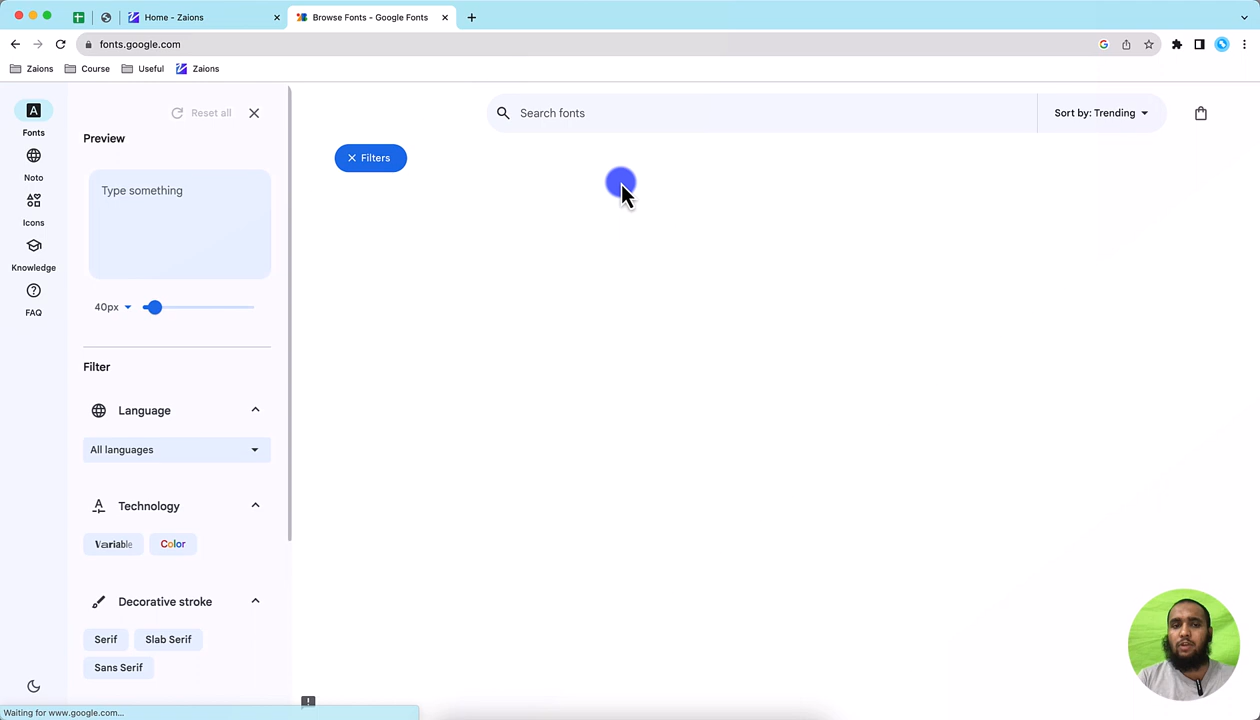 Home - Zaions
Browse Fonts - Google Fonts
fonts.google.com
Zaions
Course
Useful
Zaions
A
Fonts
Noto
Icons
Knowledge
FAQ
Reset all
Preview
Type something
40px
Filter
Language
All languages
Technology
Variable
Color
Decorative stroke
Serif
Slab Serif
Sans Serif
Search fonts
Sort by: Trending
Filters
Waiting for www.google.com...